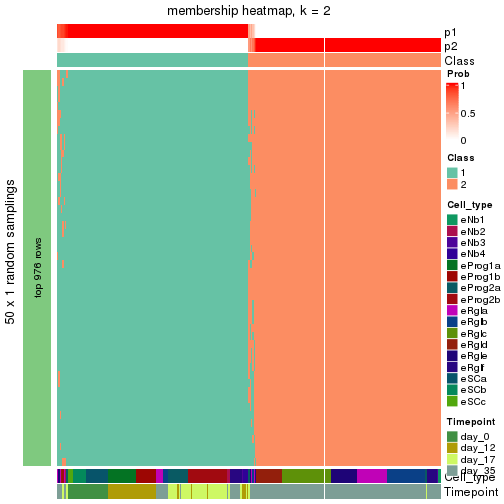 membership heatmap, k = 2
p1
p2
Class
Prob
1
0.5
0
Class
1
2
Cell_type
eNb1
eNb2
eNb3
eNb4
eProg1a
eProg1b
eProg2a
eProg2b
eRgla
eRglb
eRglc
eRgld
eRgle
eRglf
eSCa
eSCb
eSCc
Timepoint
day_0
day_12
day_17
day_35
Cell_type
Timepoint
50 x 1 random samplings
top 976 rows